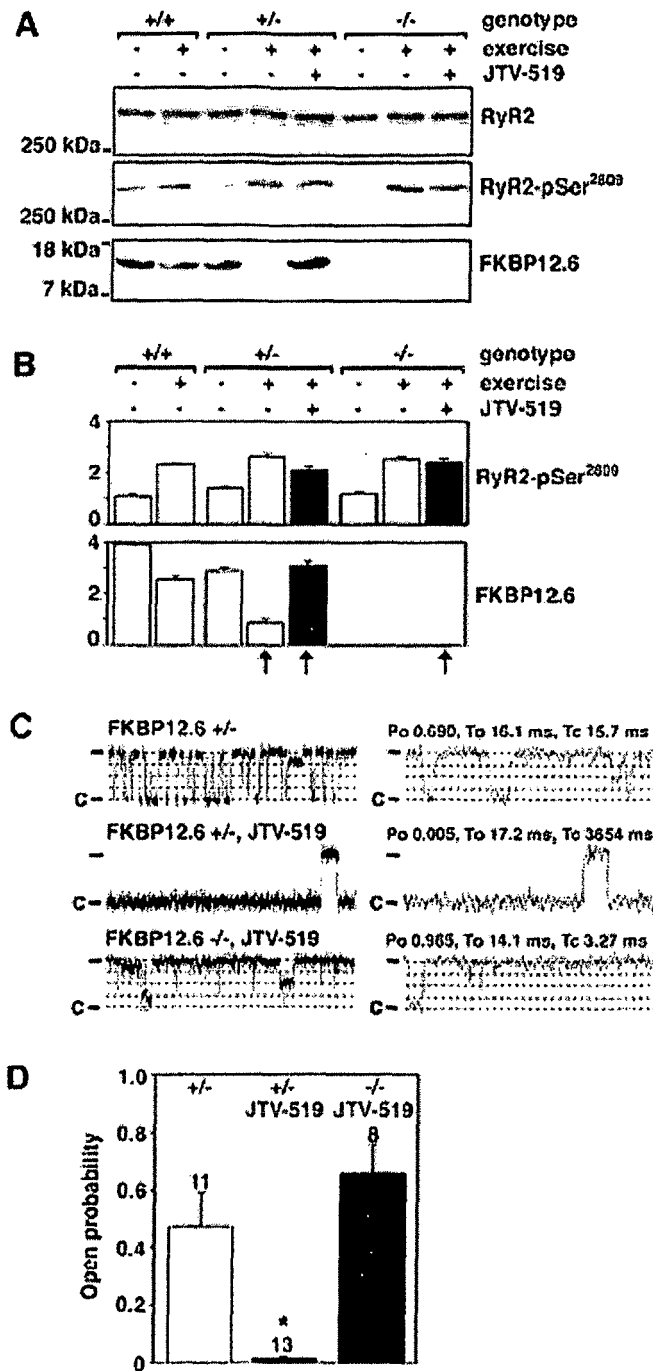 A
+/+ +/- -/- genotype
- + - + + - + + exercise
- - - - + - - + JTV-519
RyR2
250 kDa
RyR2-pSer2809
250 kDa
18 kDa
FKBP12.6
7 kDa
B
+/+ +/- -/- genotype
- + - + + - + + exercise
- - - - + - - + JTV-519
4
2
0
RyR2-pSer2809
4
2
0
FKBP12.6
C
FKBP12.6 +/-
Po 0.690, To 16.1 ms, Tc 15.7 ms
C
FKBP12.6 +/-, JTV-519
Po 0.005, To 17.2 ms, Tc 3654 ms
C
FKBP12.6 -/-, JTV-519
Po 0.965, To 14.1 ms, Tc 3.27 ms
C
D
Open probability
1.0
0.8
0.6
0.4
0.2
0
+/- +/- -/-
JTV-519 JTV-519
11
*
13
8